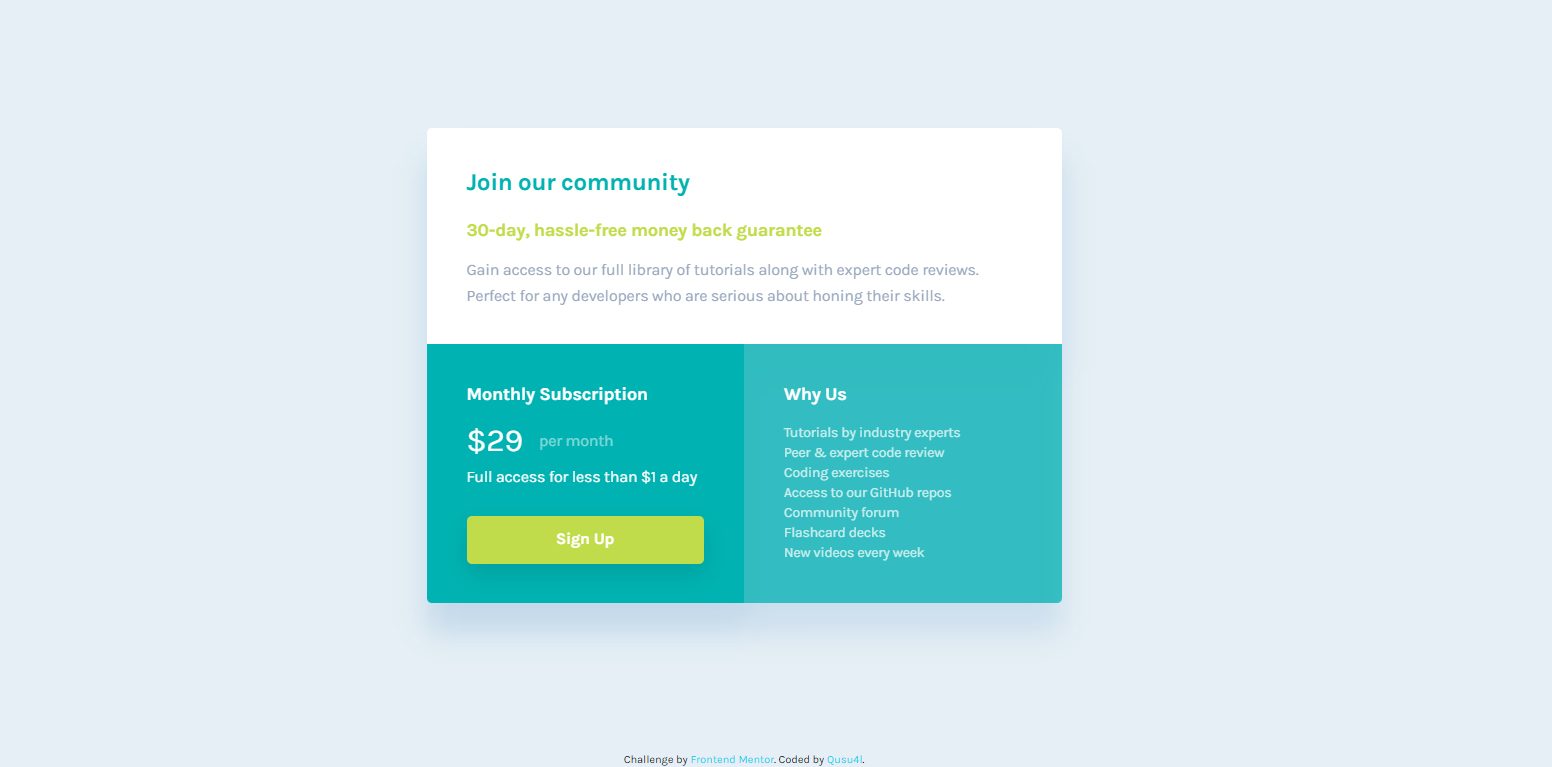 Join our community
30-day, hassle-free money back guarantee
Gain access to our full library of tutorials along with expert code reviews.
Perfect for any developers who are serious about honing their skills.
Monthly Subscription
$29 per month
Full access for less than $1 a day
Sign Up
Why Us
Tutorials by industry experts
Peer & expert code review
Coding exercises
Access to our GitHub repos
Community forum
Flashcard decks
New videos every week
Challenge by Frontend Mentor. Coded by Qusu4l.